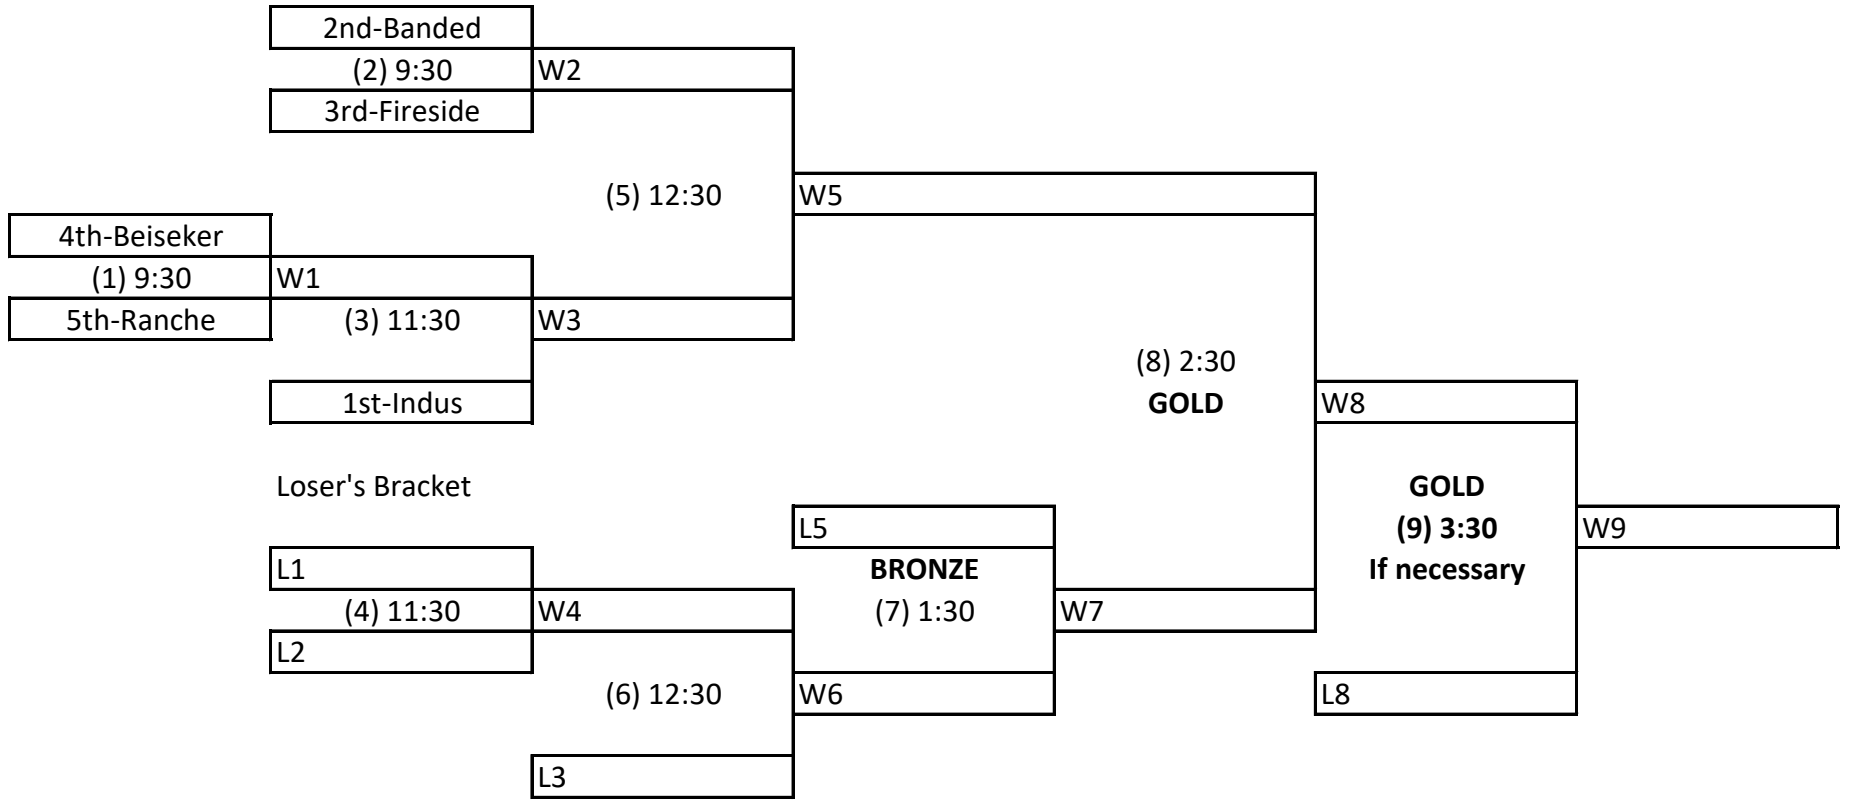 2nd-Banded
(2) 9:30
W2
3rd-Fireside
(5) 12:30
W5
4th-Beiseker
(1) 9:30
W1
5th-Ranche
(3) 11:30
W3
1st-Indus
(8) 2:30
GOLD
W8
Loser's Bracket
GOLD
(9) 3:30
If necessary
W9
L5
BRONZE
(7) 1:30
W7
L1
(4) 11:30
W4
L2
(6) 12:30
W6
L8
L3